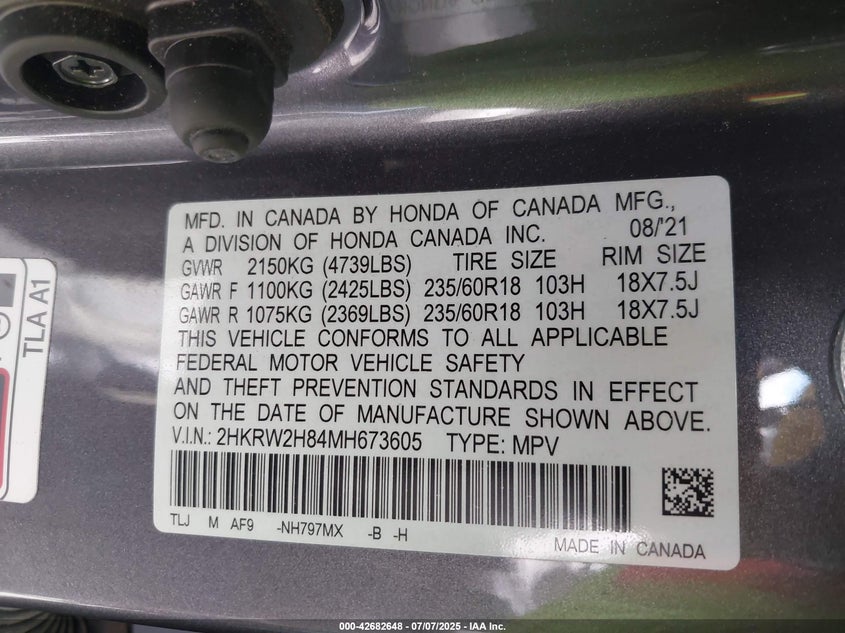 MFD. IN CANADA BY HONDA OF CANADA MFG.,
A DIVISION OF HONDA CANADA INC. 08/'21
GVWR 2150KG (4739LBS) TIRE SIZE RIM SIZE
GAWR F 1100KG (2425LBS) 235/60R18 103H 18X7.5J
GAWR R 1075KG (2369LBS) 235/60R18 103H 18X7.5J
THIS VEHICLE CONFORMS TO ALL APPLICABLE
FEDERAL MOTOR VEHICLE SAFETY
AND THEFT PREVENTION STANDARDS IN EFFECT
ON THE DATE OF MANUFACTURE SHOWN ABOVE.
V.I.N.: 2HKRW2H84MH673605 TYPE: MPV
TLJ M AF9 -NH797MX -B -H
MADE IN CANADA
TLA A1
000-42682648 - 07/07/2025 - IAA Inc.